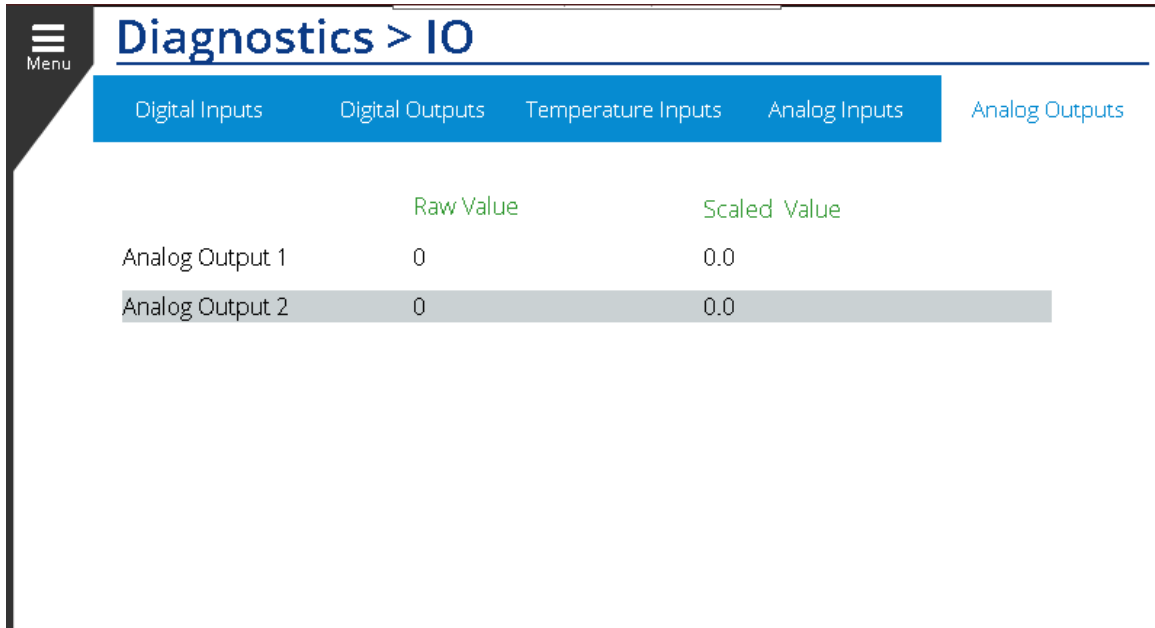 Menu
Diagnostics > IO
Digital Inputs Digital Outputs Temperature Inputs Analog Inputs Analog Outputs
Raw Value Scaled Value
Analog Output 1 0 0.0
Analog Output 2 0 0.0